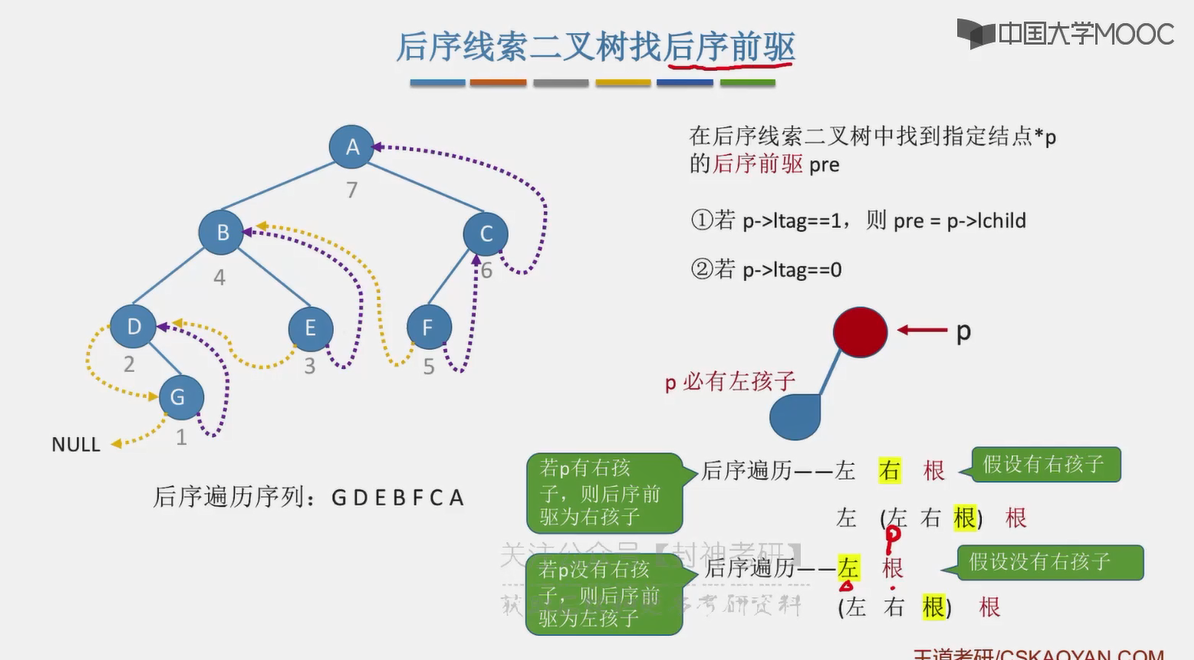 中国大学MOOC
后序线索二叉树找后序前驱
在后序线索二叉树中找到指定结点*p
的后序前驱 pre
①若 p->ltag==1，则 pre = p->lchild
②若 p->ltag==0
A
7
B
C
4
6
D
E
F
2
3
5
G
1
NULL
p
p 必有左孩子
后序遍历序列：G D E B F C A
若p有右孩
子，则后序前
驱为右孩子
后序遍历——左 右 根
假设有右孩子
左 (左 右 根) 根
p
关注公众号【封神考研】
若p没有右孩
子，则后序前
驱为左孩子
后序遍历——左 根
假设没有右孩子
(左 右 根) 根
获 考研资料
王道考研/CSKAOYAN.COM